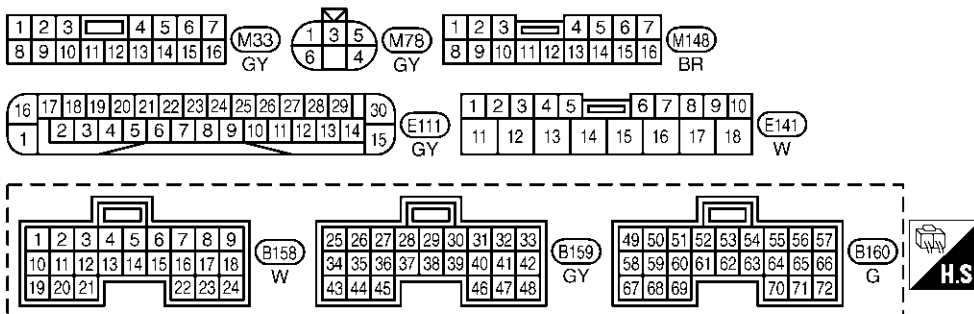 1 2 3 4 5 6 7
8 9 10 11 12 13 14 15 16
M33
GY
1 3 5
6 4
M78
GY
1 2 3 4 5 6 7
8 9 10 11 12 13 14 15 16
M148
BR
16 17 18 19 20 21 22 23 24 25 26 27 28 29 30
1 2 3 4 5 6 7 8 9 10 11 12 13 14 15
E111
GY
1 2 3 4 5 6 7 8 9 10
11 12 13 14 15 16 17 18
E141
W
1 2 3 4 5 6 7 8 9
10 11 12 13 14 15 16 17 18
19 20 21 22 23 24
B158
W
25 26 27 28 29 30 31 32 33
34 35 36 37 38 39 40 41 42
43 44 45 46 47 48
B159
GY
49 50 51 52 53 54 55 56 57
58 59 60 61 62 63 64 65 66
67 68 69 70 71 72
B160
G
H.S